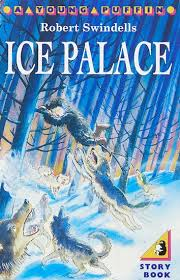 A YOUNG PUFFIN
Robert Swindells
ICE PALACE
STORY
BOOK